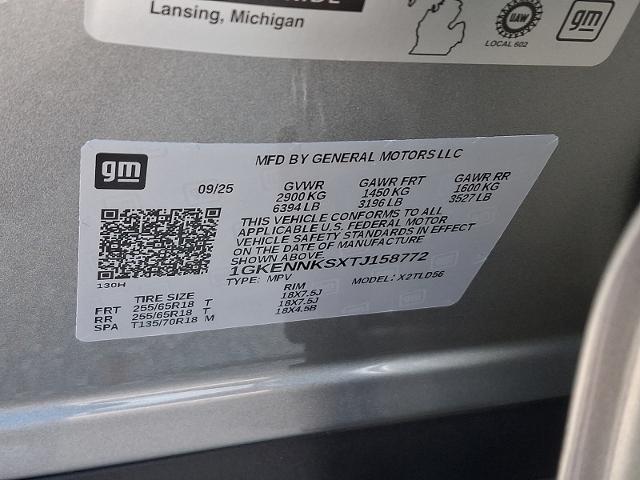 Lansing, Michigan
UAW
LOCAL 602
gm
gm
MFD BY GENERAL MOTORS LLC
09/25 GVWR GAWR FRT GAWR RR
2900 KG 1450 KG 1600 KG
6394 LB 3196 LB 3527 LB
THIS VEHICLE CONFORMS TO ALL
APPLICABLE U.S. FEDERAL MOTOR
VEHICLE SAFETY STANDARDS IN EFFECT
ON THE DATE OF MANUFACTURE
SHOWN ABOVE.
1GKENNKSXTJ158772
TYPE: MPV MODEL: X2TLD56
130H
TIRE SIZE RIM
FRT 255/65R18 T 18X7.5J
RR 255/65R18 T 18X7.5J
SPA T135/70R18 M 18X4.5B